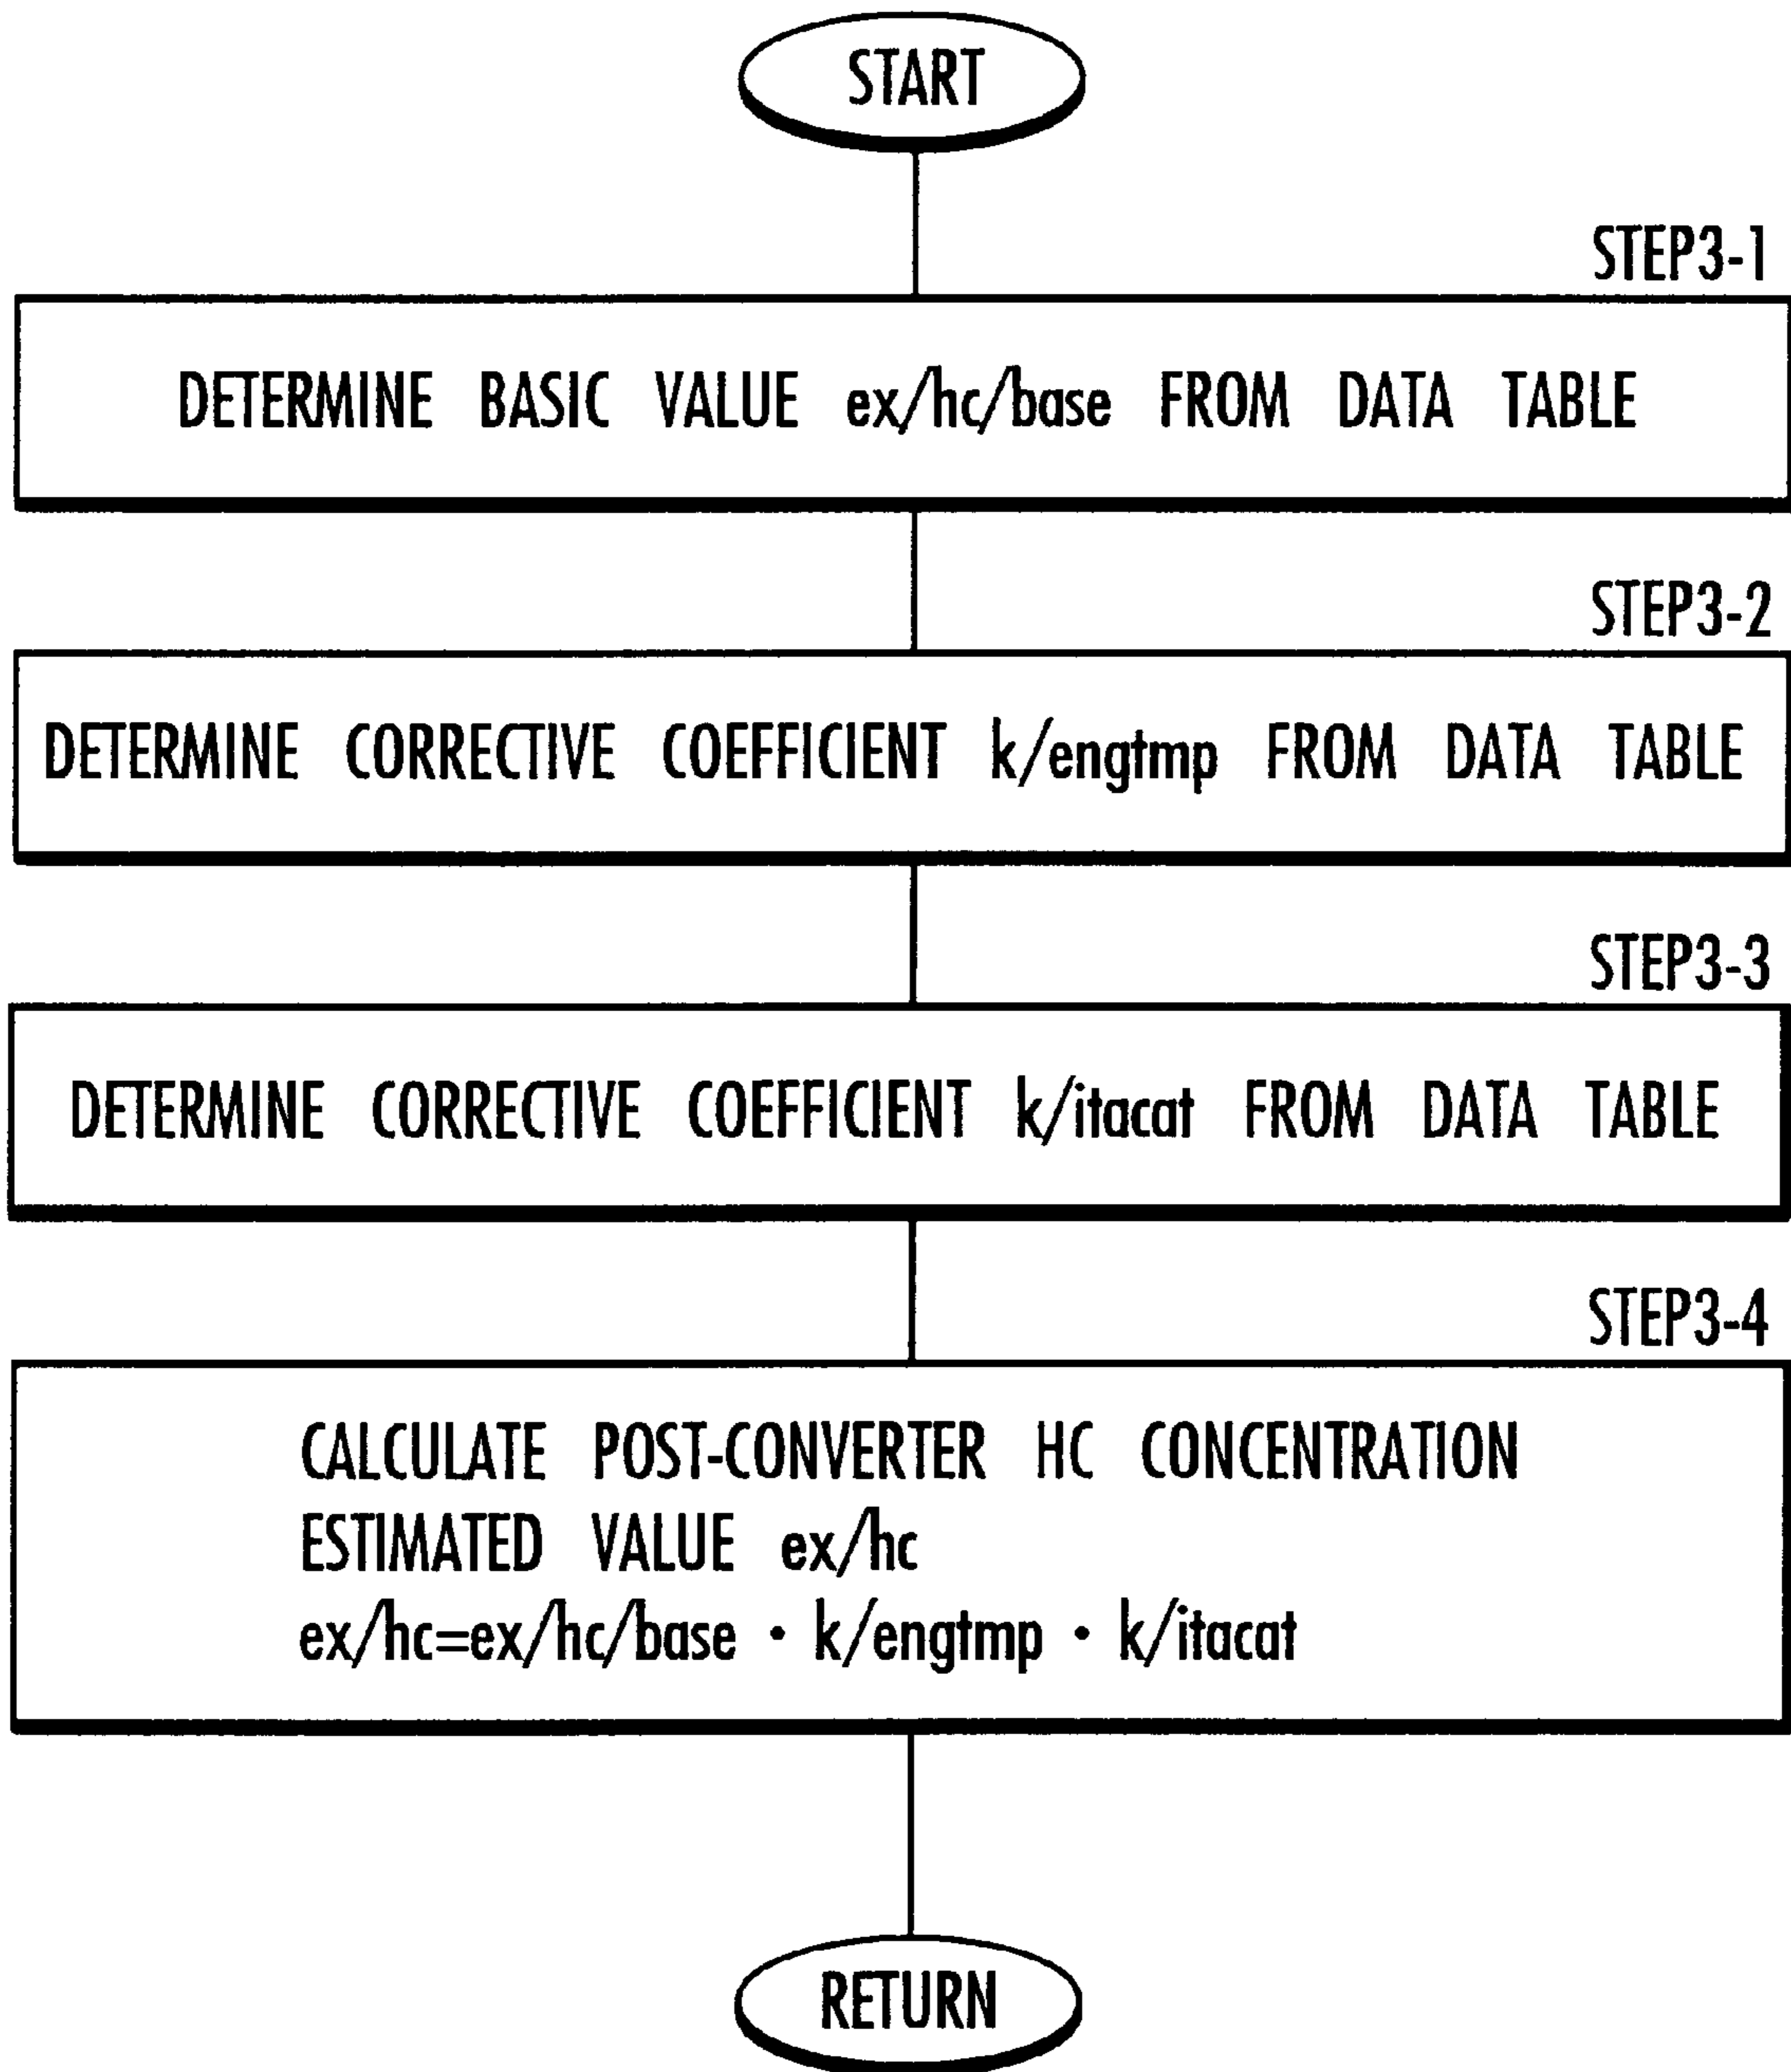 START
STEP3-1
DETERMINE BASIC VALUE ex/hc/base FROM DATA TABLE
STEP3-2
DETERMINE CORRECTIVE COEFFICIENT k/engtmp FROM DATA TABLE
STEP3-3
DETERMINE CORRECTIVE COEFFICIENT k/itacat FROM DATA TABLE
STEP3-4
CALCULATE POST-CONVERTER HC CONCENTRATION
ESTIMATED VALUE ex/hc
ex/hc=ex/hc/base · k/engtmp · k/itacat
RETURN